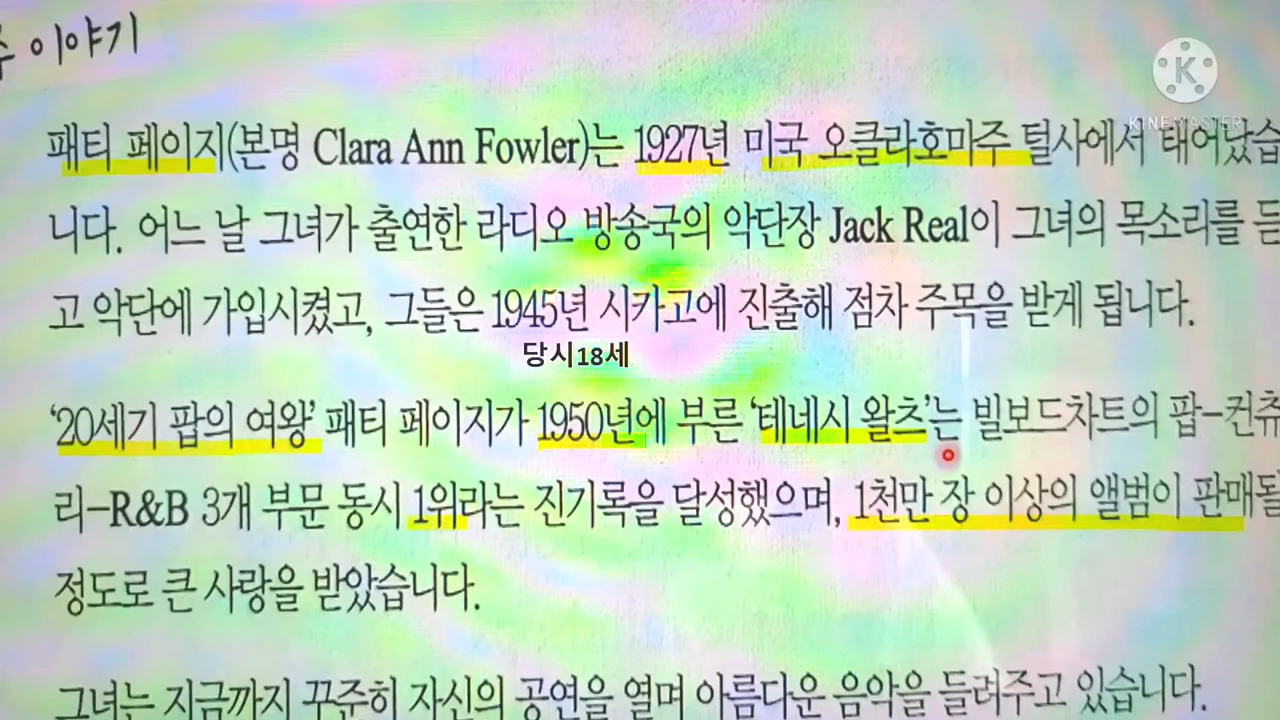 이야기
KINEMASTER
패티 페이지(본명 Clara Ann Fowler)는 1927년 미국 오클라호마주 털사에서 태어났습
니다. 어느 날 그녀가 출연한 라디오 방송국의 악단장 Jack Real이 그녀의 목소리를 듣
고 악단에 가입시켰고, 그들은 1945년 시카고에 진출해 점차 주목을 받게 됩니다.
당시18세
‘20세기 팝의 여왕’ 패티 페이지가 1950년에 부른 ‘테네시 왈츠’는 빌보드차트의 팝-컨츄
리-R&B 3개 부문 동시 1위라는 진기록을 달성했으며, 1천만 장 이상의 앨범이 판매될
정도로 큰 사랑을 받았습니다.
그녀는 지금까지 꾸준히 자신의 공연을 열며 아름다운 음악을 들려주고 있습니다.